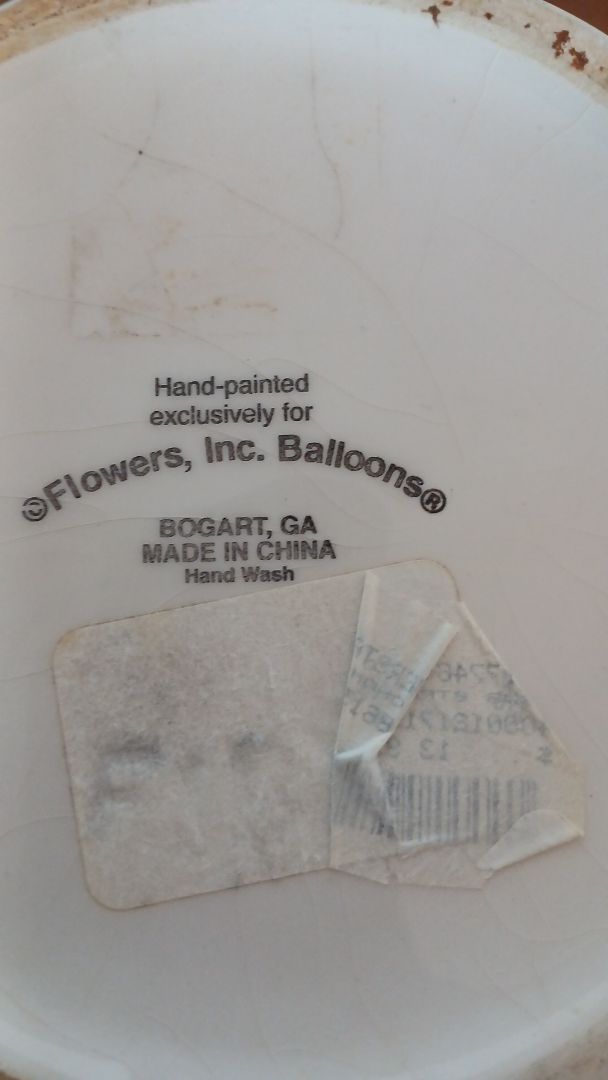 Hand-painted
exclusively for
©Flowers, Inc. Balloons®
BOGART, GA
MADE IN CHINA
Hand Wash